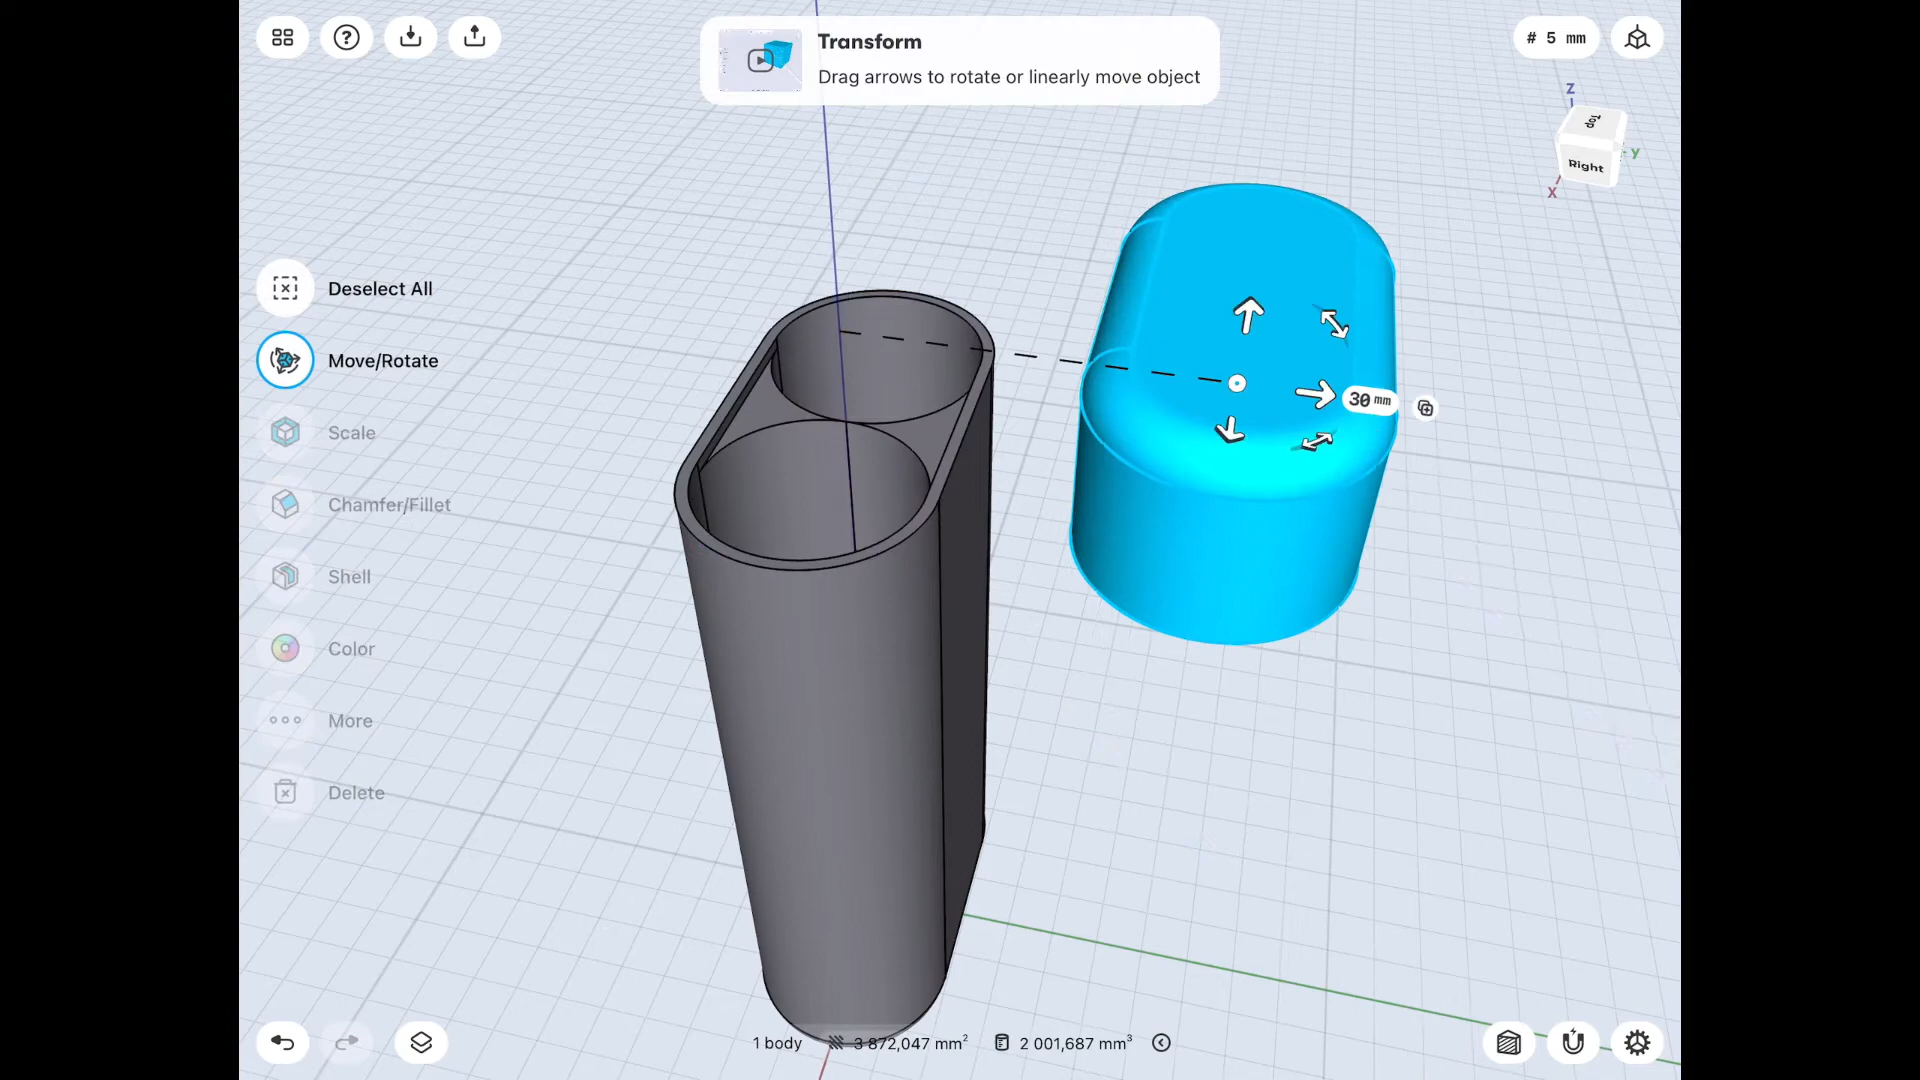 Transform
Drag arrows to rotate or linearly move object
# 5 mm
Z
Top
Right
Y
X
Deselect All
Move/Rotate
30 mm
Scale
Chamfer/Fillet
Shell
Color
More
Delete
1 body 3 872,047 mm² 2 001,687 mm³